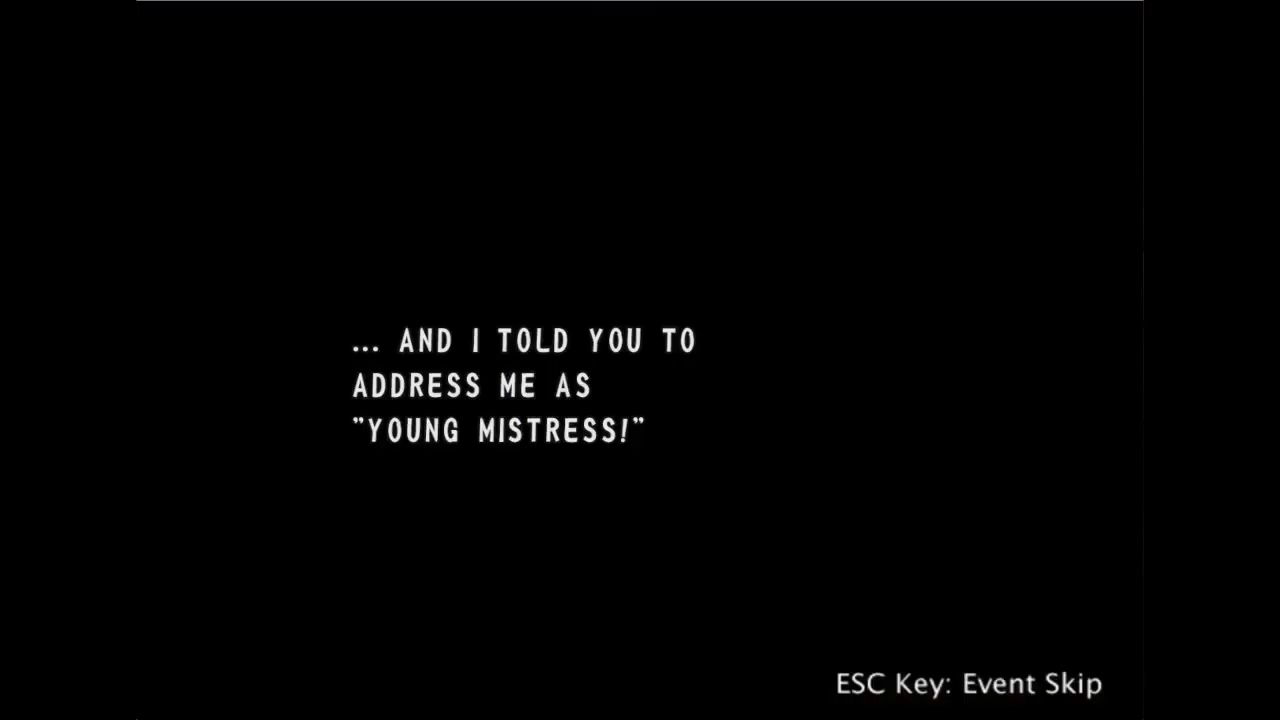 ... AND I TOLD YOU TO
ADDRESS ME AS
"YOUNG MISTRESS!"
ESC Key: Event Skip